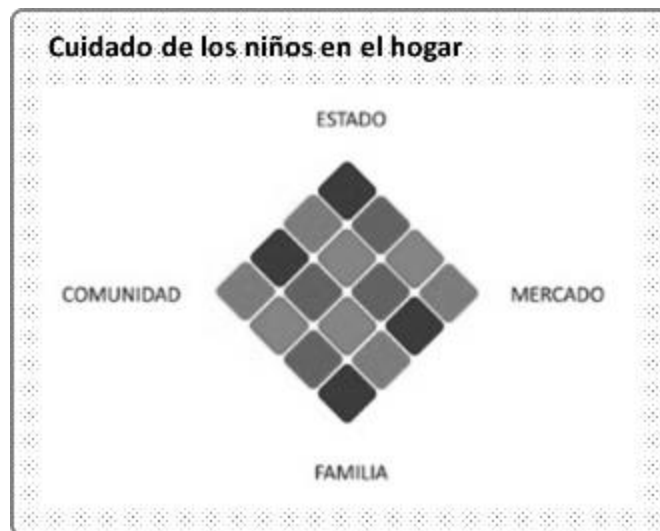 Cuidado de los niños en el hogar
ESTADO
COMUNIDAD
MERCADO
FAMILIA